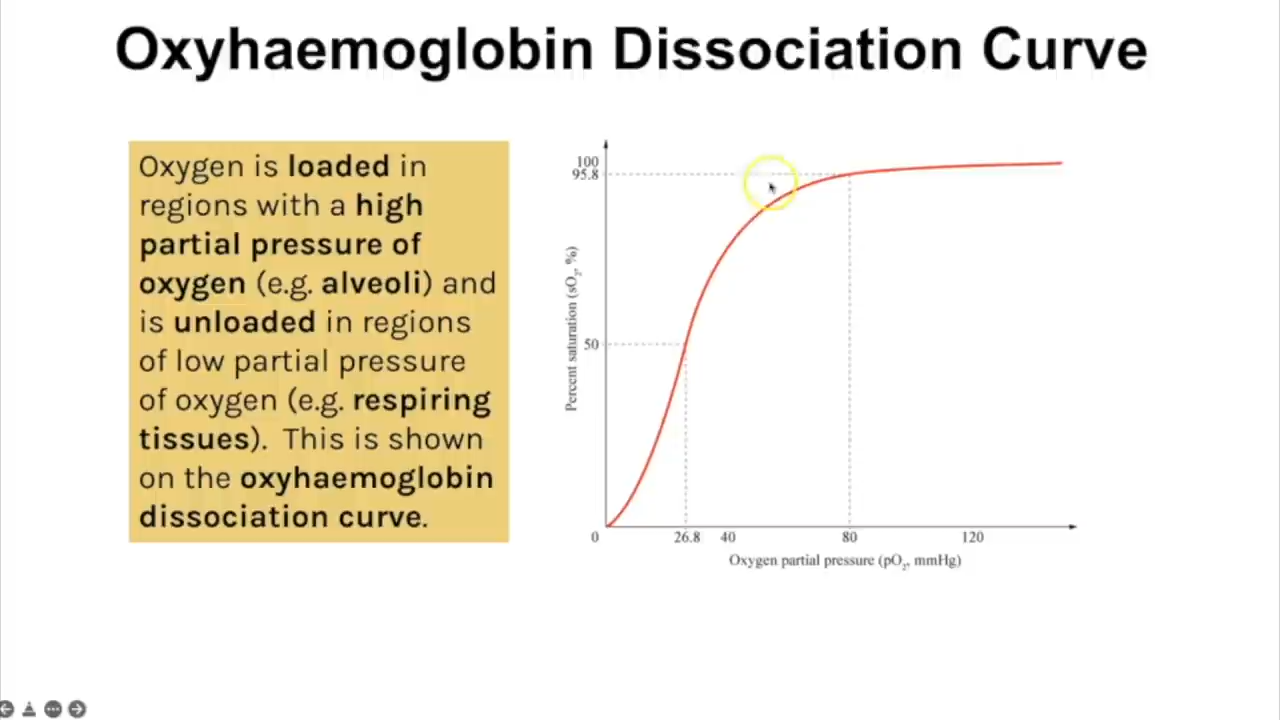 Oxyhaemoglobin Dissociation Curve
Oxygen is loaded in
regions with a high
partial pressure of
oxygen (e.g. alveoli) and
is unloaded in regions
of low partial pressure
of oxygen (e.g. respiring
tissues). This is shown
on the oxyhaemoglobin
dissociation curve.
100
95.8
50
Percent saturation (sO₂, %)
0
26.8
40
80
120
Oxygen partial pressure (pO₂, mmHg)